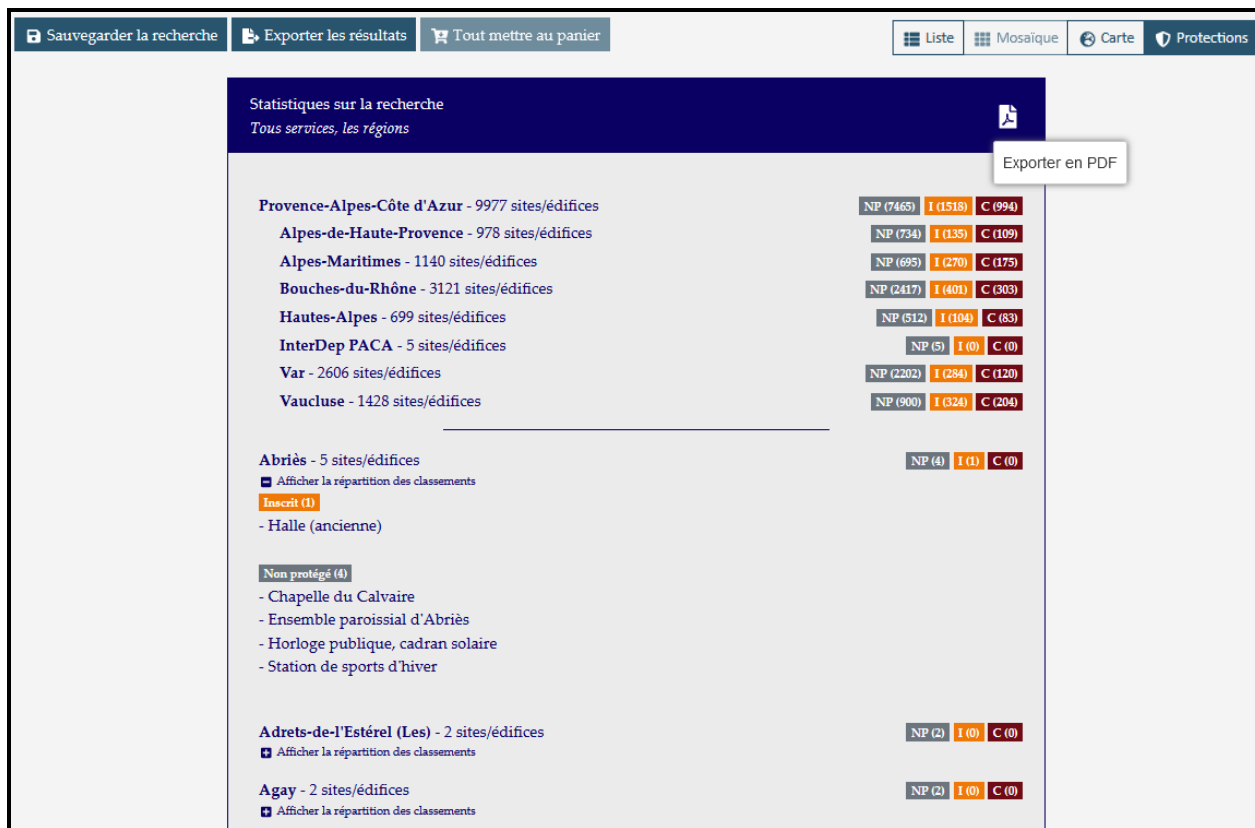 Sauvegarder la recherche Exporter les résultats Tout mettre au panier Liste Mosaïque Carte Protections
Statistiques sur la recherche
Tous services, les régions
Exporter en PDF
Provence-Alpes-Côte d'Azur - 9977 sites/édifices NP (7465) I (1518) C (994)
Alpes-de-Haute-Provence - 978 sites/édifices NP (734) I (135) C (109)
Alpes-Maritimes - 1140 sites/édifices NP (695) I (270) C (175)
Bouches-du-Rhône - 3121 sites/édifices NP (2417) I (401) C (303)
Hautes-Alpes - 699 sites/édifices NP (512) I (104) C (83)
InterDep PACA - 5 sites/édifices NP (5) I (0) C (0)
Var - 2606 sites/édifices NP (2202) I (284) C (120)
Vaucluse - 1428 sites/édifices NP (900) I (324) C (204)
Abriès - 5 sites/édifices NP (4) I (1) C (0)
Afficher la répartition des classements
Inscrit (1)
- Halle (ancienne)
Non protégé (4)
- Chapelle du Calvaire
- Ensemble paroissial d'Abriès
- Horloge publique, cadran solaire
- Station de sports d'hiver
Adrets-de-l'Estérel (Les) - 2 sites/édifices NP (2) I (0) C (0)
Afficher la répartition des classements
Agay - 2 sites/édifices NP (2) I (0) C (0)
Afficher la répartition des classements